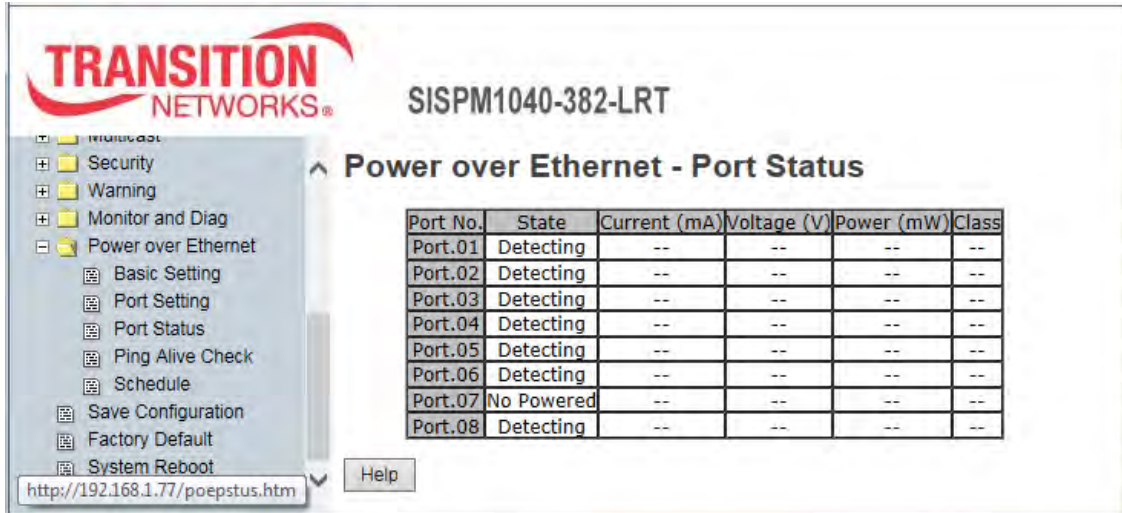 TRANSITION
NETWORKS®
SISPM1040-382-LRT
Multicast
Security
Warning
Monitor and Diag
Power over Ethernet
Basic Setting
Port Setting
Port Status
Ping Alive Check
Schedule
Save Configuration
Factory Default
System Reboot
http://192.168.1.77/poepstus.htm
Power over Ethernet - Port Status
Port No. State Current (mA) Voltage (V) Power (mW) Class
Port.01 Detecting -- -- -- --
Port.02 Detecting -- -- -- --
Port.03 Detecting -- -- -- --
Port.04 Detecting -- -- -- --
Port.05 Detecting -- -- -- --
Port.06 Detecting -- -- -- --
Port.07 No Powered -- -- -- --
Port.08 Detecting -- -- -- --
Help